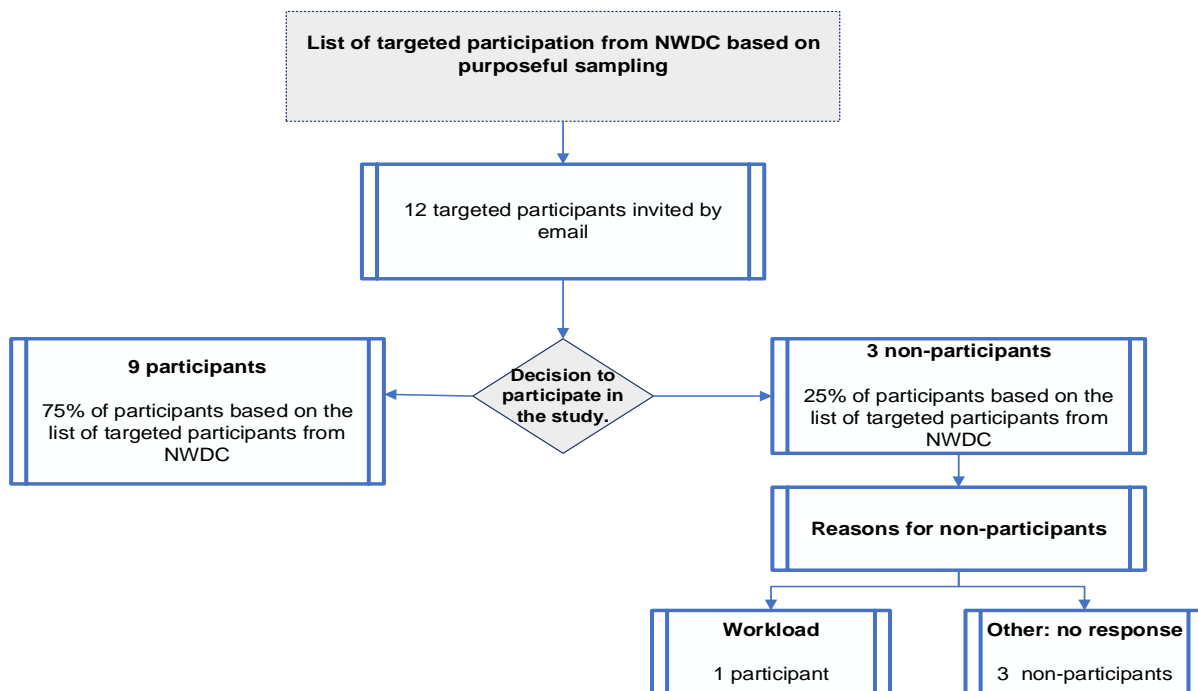 List of targeted participation from NWDC based on
purposeful sampling
12 targeted participants invited by
email
Decision to
participate in
the study.
9 participants
75% of participants based on the
list of targeted participants from
NWDC
3 non-participants
25% of participants based on the
list of targeted participants from
NWDC
Reasons for non-participants
Workload
1 participant
Other: no response
3 non-participants